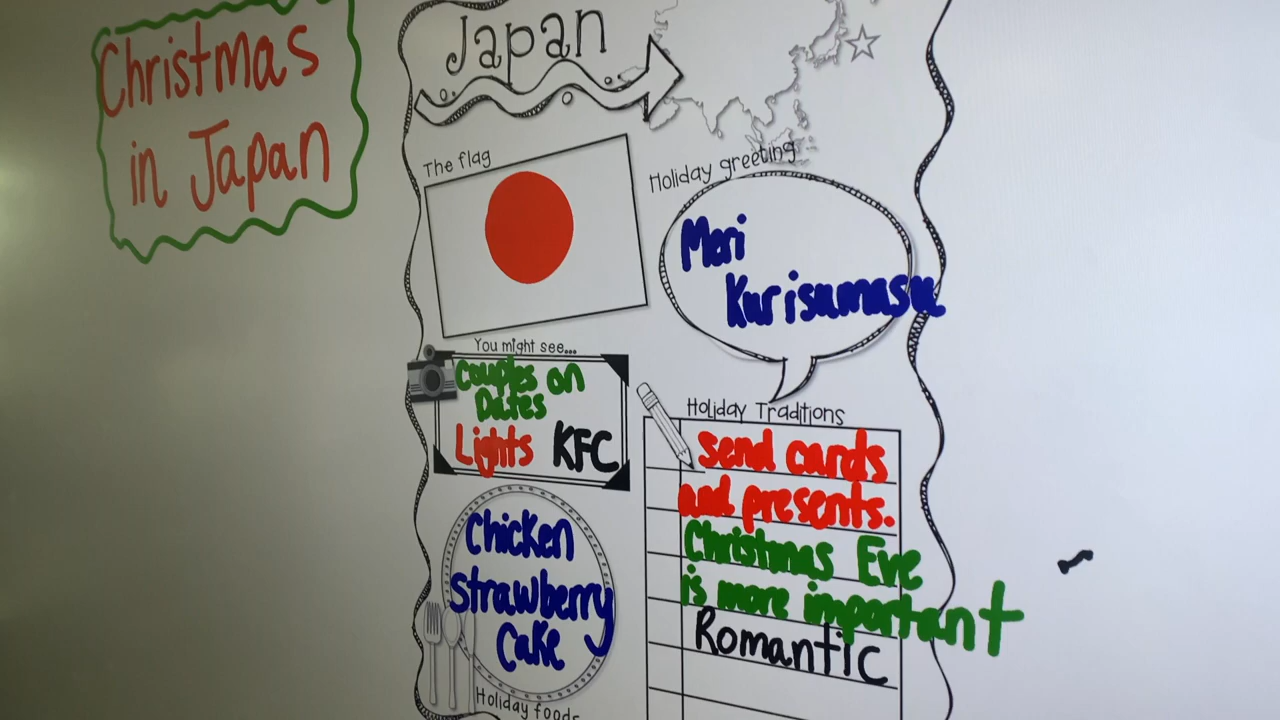 Christmas
in Japan
Japan
The flag
Holiday greeting
Meri
Kurisumasu
You might see...
Couples on
Dates
Lights KFC
Holiday Traditions
send cards
and presents.
Christmas Eve
is more important
Romantic
Chicken
strawberry
Cake
Holiday foods